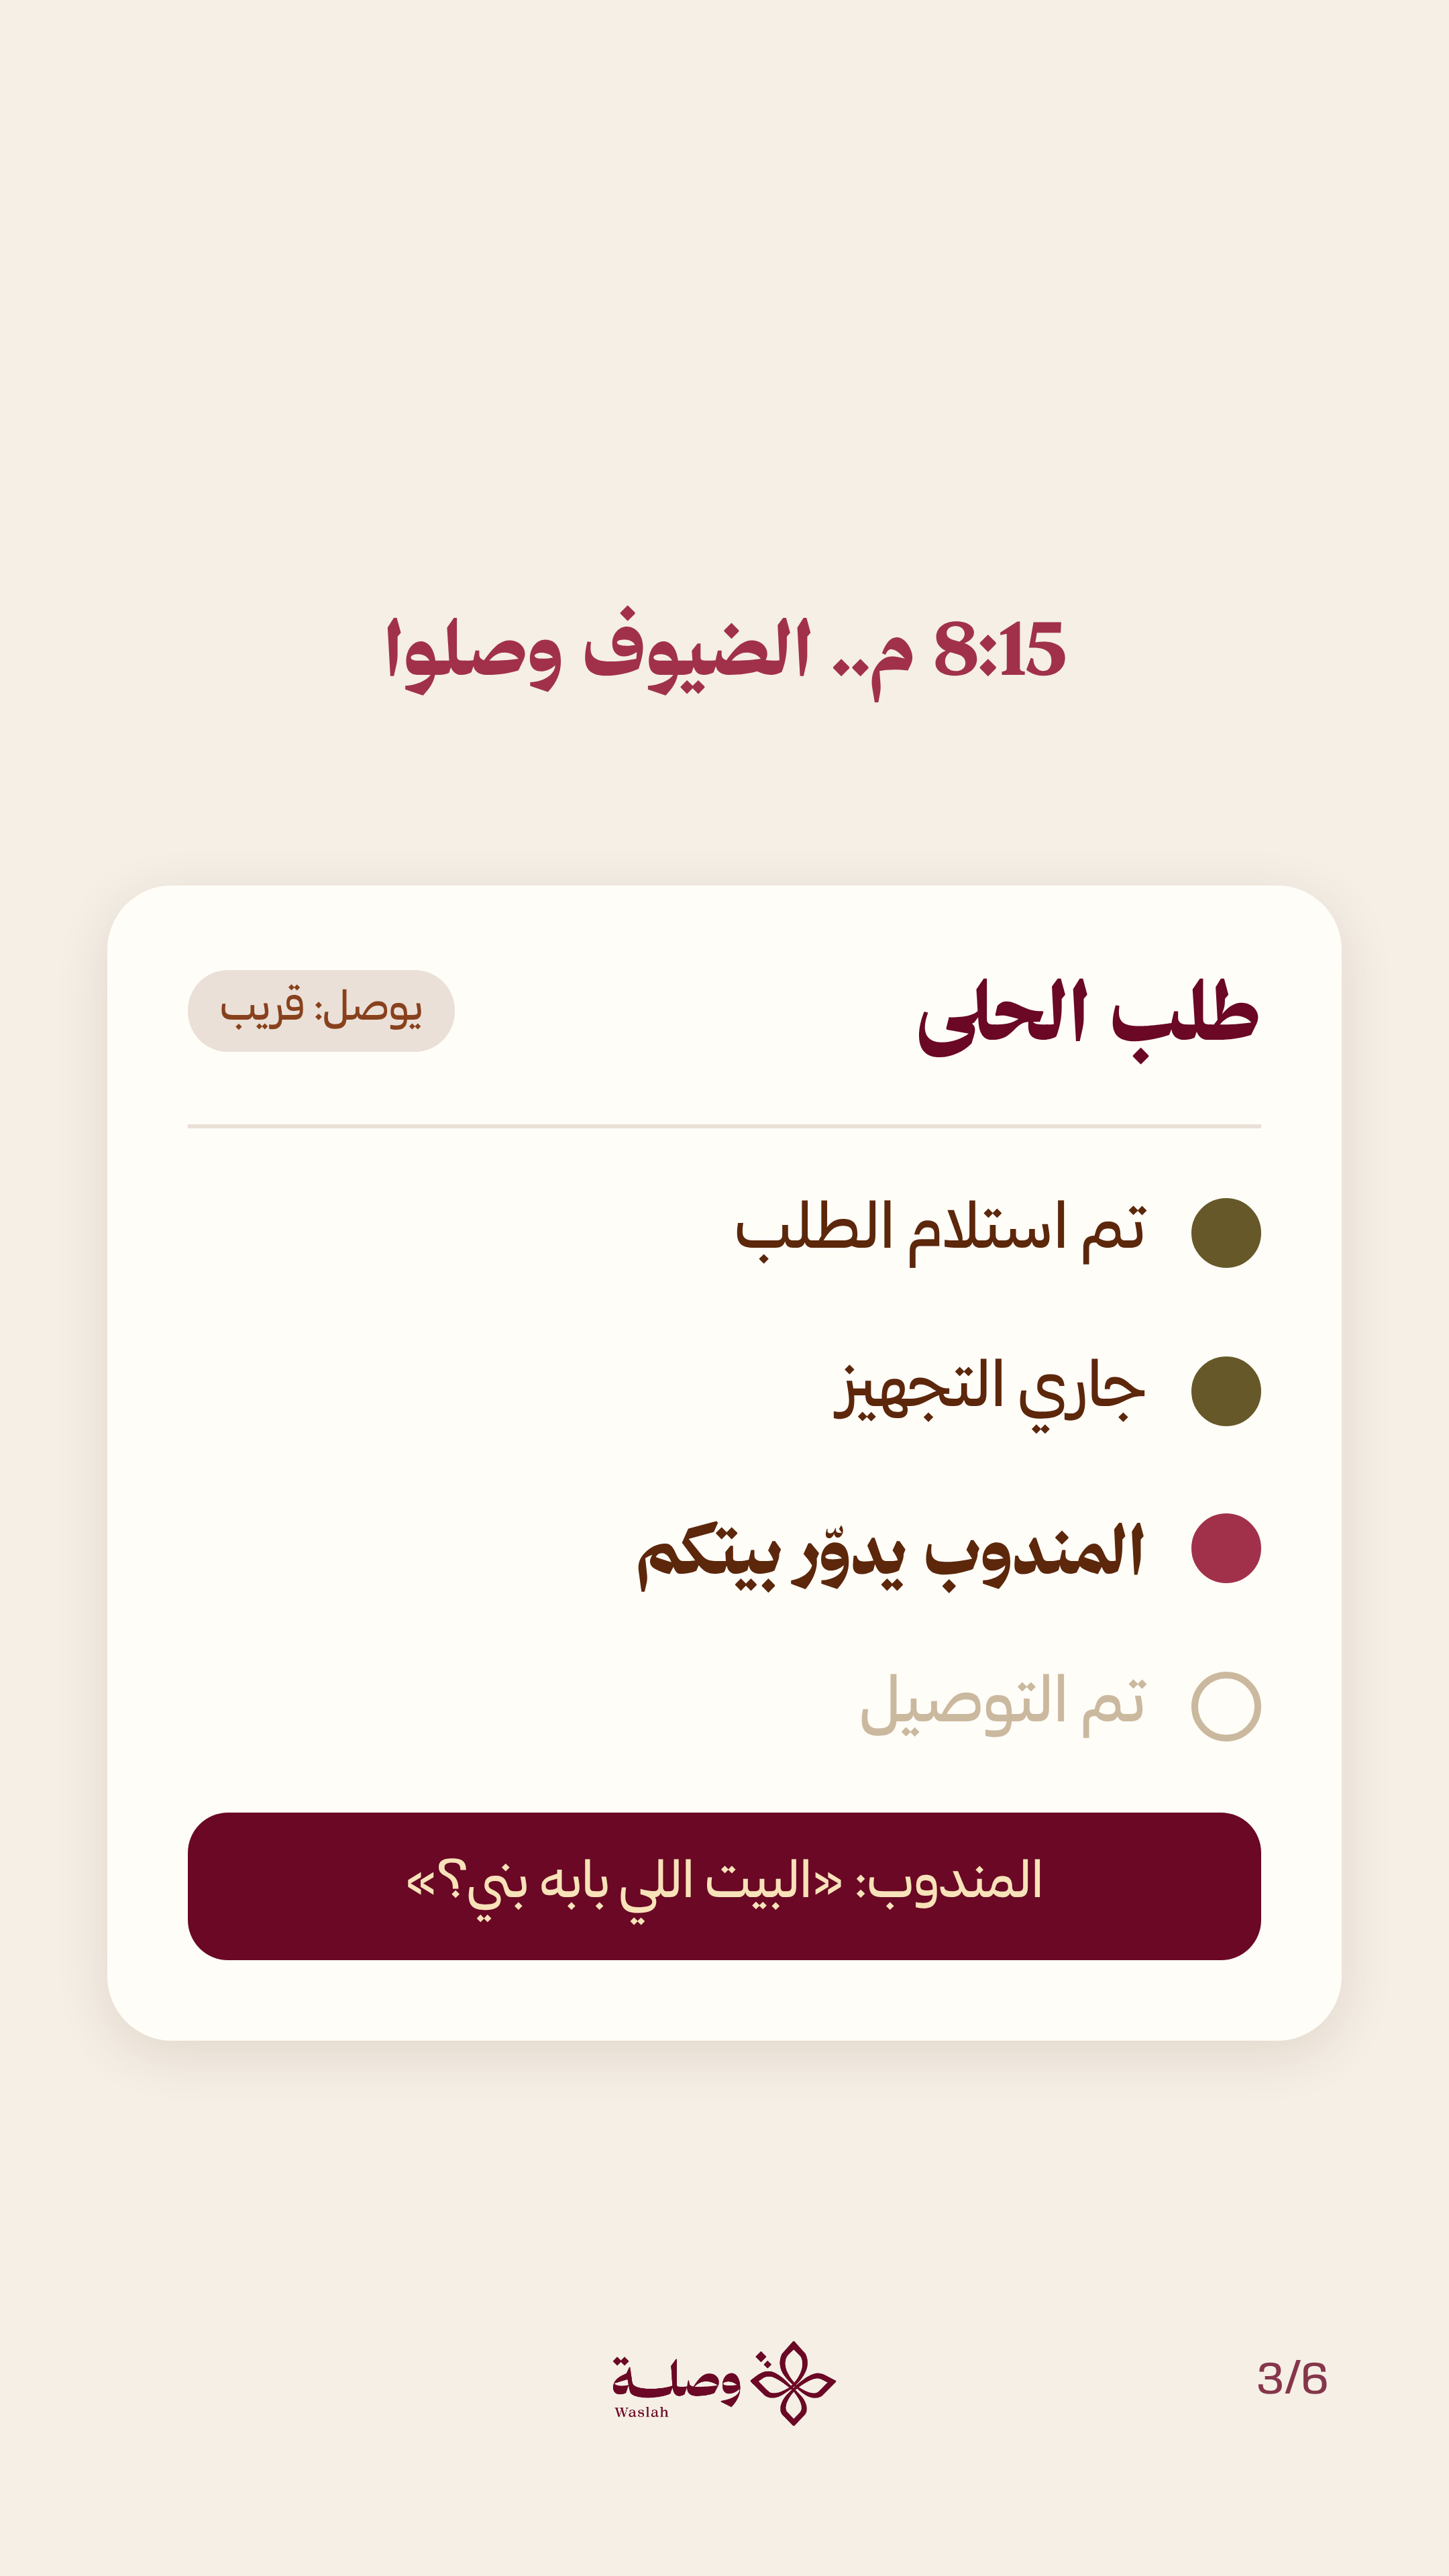 8:15 م.. الضيوف وصلوا
طلب الحلى
يوصل: قريب
تم استلام الطلب
جاري التجهيز
المندوب يدوّر بيتكم
تم التوصيل
المندوب: «البيت اللي بابه بني؟»
وصلة
Waslah
3/6